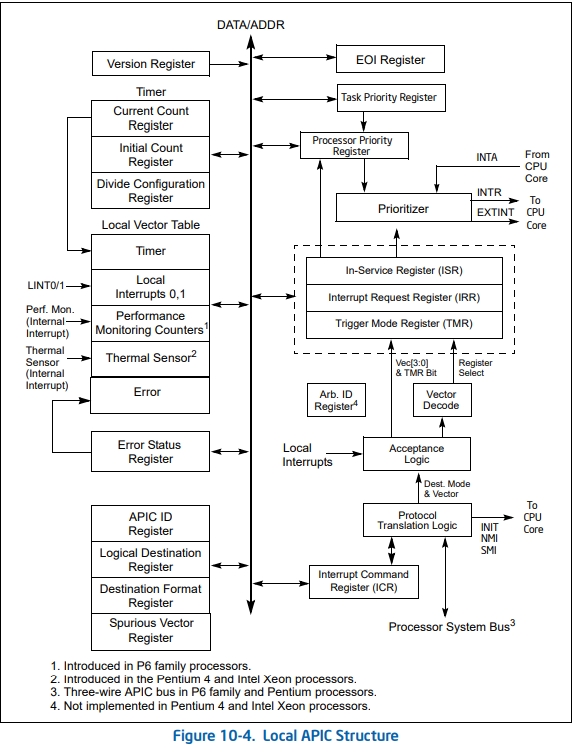 DATA/ADDR
Version Register
EOI Register
Timer
Current Count
Register
Initial Count
Register
Divide Configuration
Register
Task Priority Register
Processor Priority
Register
INTA
From
CPU
Core
Prioritizer
INTR
EXTINT
To
CPU
Core
Local Vector Table
Timer
LINT0/1
Local
Interrupts 0,1
Perf. Mon.
(Internal
Interrupt)
Performance
Monitoring Counters1
Thermal
Sensor
(Internal
Interrupt)
Thermal Sensor2
Error
Error Status
Register
In-Service Register (ISR)
Interrupt Request Register (IRR)
Trigger Mode Register (TMR)
Vec[3:0]
& TMR Bit
Register
Select
Arb. ID
Register4
Vector
Decode
Local
Interrupts
Acceptance
Logic
Dest. Mode
& Vector
Protocol
Translation Logic
INIT
NMI
SMI
To
CPU
Core
APIC ID
Register
Logical Destination
Register
Destination Format
Register
Spurious Vector
Register
Interrupt Command
Register (ICR)
Processor System Bus3
1. Introduced in P6 family processors.
2. Introduced in the Pentium 4 and Intel Xeon processors.
3. Three-wire APIC bus in P6 family and Pentium processors.
4. Not implemented in Pentium 4 and Intel Xeon processors.
Figure 10-4. Local APIC Structure